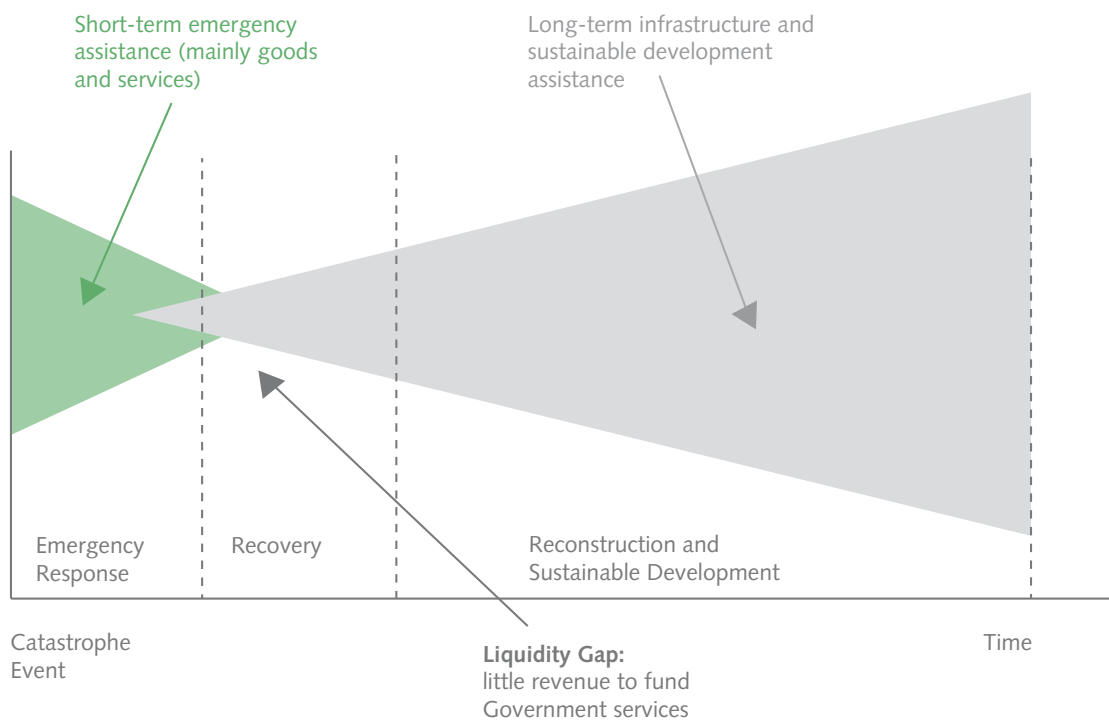 Short-term emergency
assistance (mainly goods
and services)
Long-term infrastructure and
sustainable development
assistance
Emergency
Response
Recovery
Reconstruction and
Sustainable Development
Catastrophe
Event
Time
Liquidity Gap:
little revenue to fund
Government services